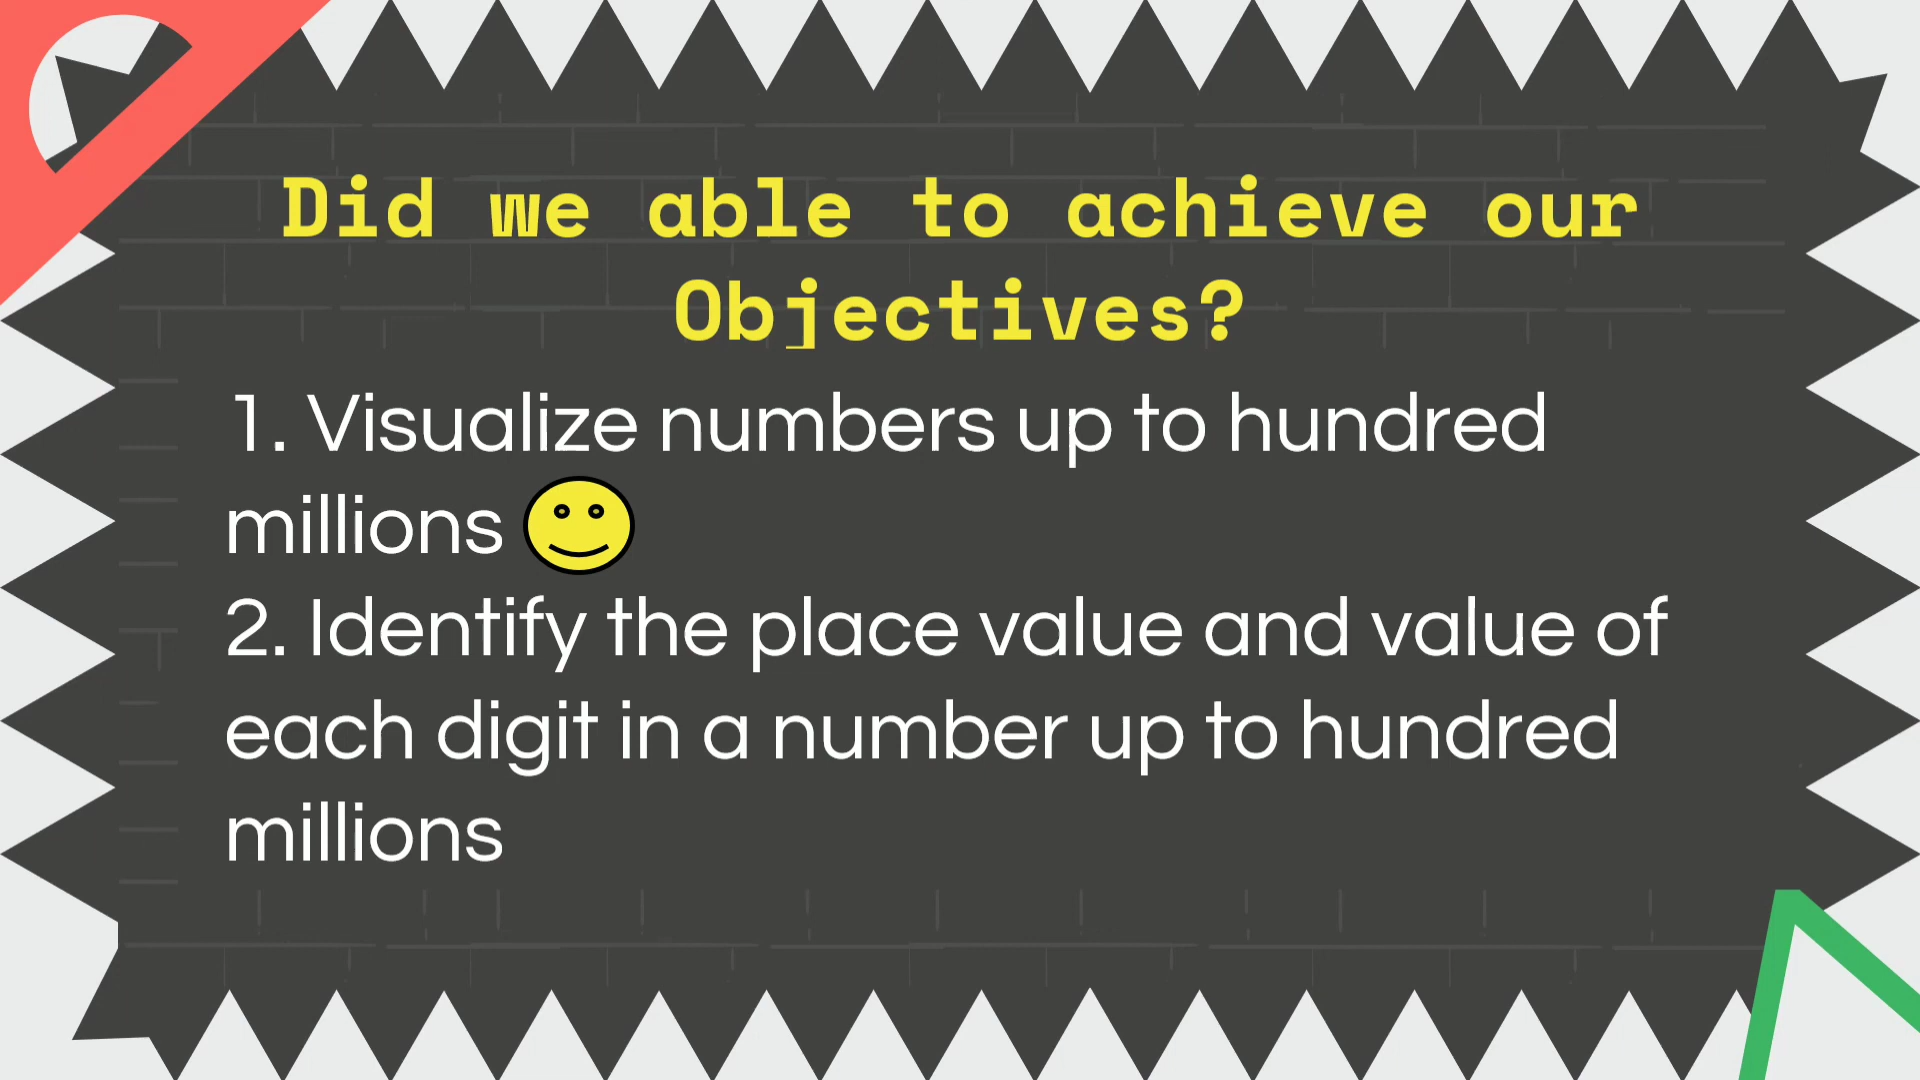 Did we able to achieve our
Objectives?
1. Visualize numbers up to hundred
millions
2. Identify the place value and value of
each digit in a number up to hundred
millions